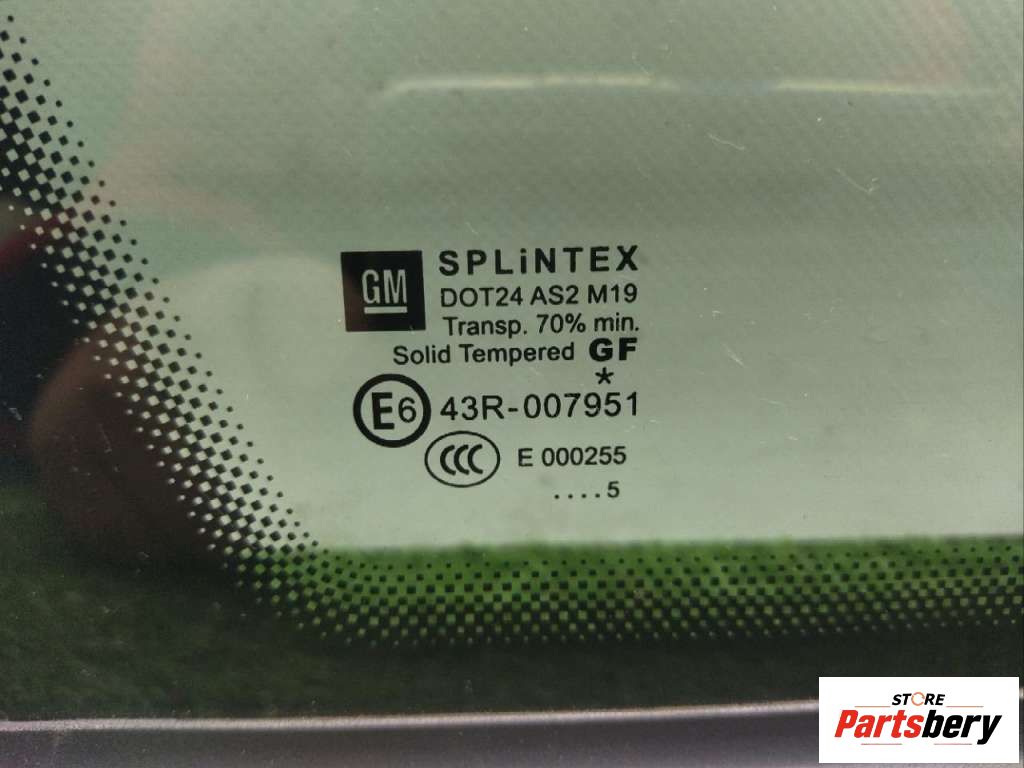 GM
SPLiNTEX
DOT24 AS2 M19
Transp. 70% min.
Solid Tempered GF
*
E6 43R-007951
CCC E 000255
....5
STORE
Partsbery